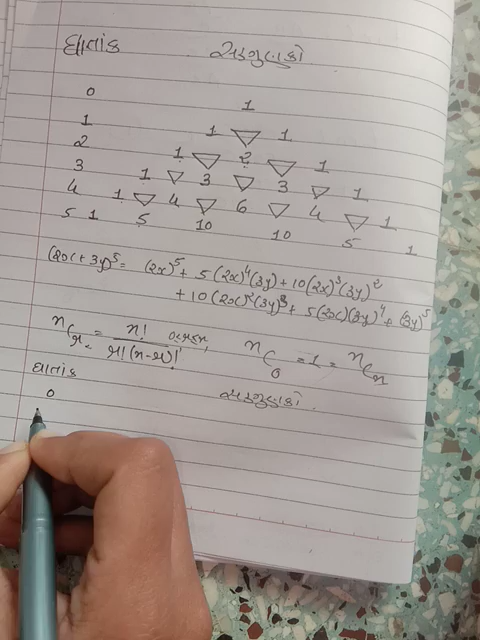 ઘાતાંક સહગુણકો
0 1
1 1 1
2 1 2 1
3 1 3 3 1
4 1 4 6 4 1
5 1 5 10 10 5 1
(2x+3y)⁵ = (2x)⁵ + 5(2x)⁴(3y) + 10(2x)³(3y)²
+ 10(2x)²(3y)³ + 5(2x)(3y)⁴ + (3y)⁵
nCr = n!/r!(n-r)! 0≤r≤n, nC0 = 1 = nCn
ઘાતાંક સહગુણકો
0